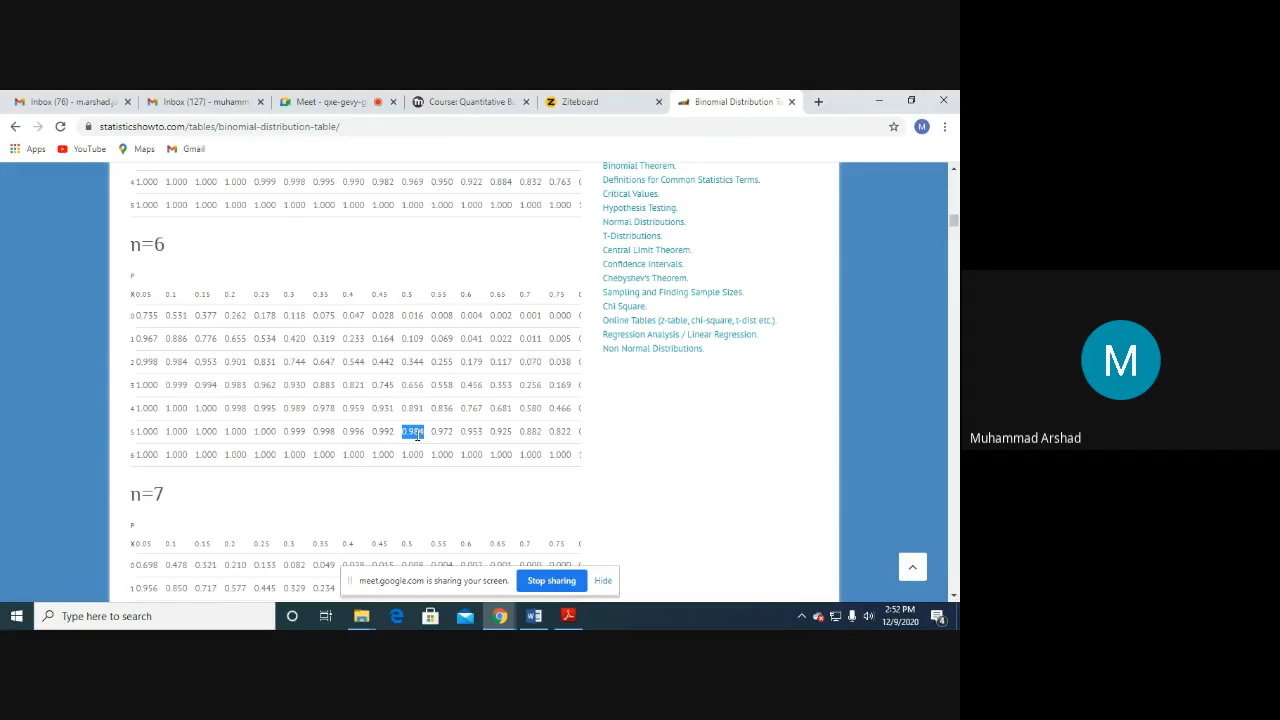 Inbox (76) - m.arshad.ja
Inbox (127) - muhamm
Meet - qxe-gevy-g
Course: Quantitative Bu
Ziteboard
Binomial Distribution Ta
statisticshowto.com/tables/binomial-distribution-table/
M
Apps YouTube Maps Gmail
4 1.000 1.000 1.000 1.000 0.999 0.998 0.995 0.990 0.982 0.969 0.950 0.922 0.884 0.832 0.763
5 1.000 1.000 1.000 1.000 1.000 1.000 1.000 1.000 1.000 1.000 1.000 1.000 1.000 1.000 1.000
n=6
P
X 0.05 0.1 0.15 0.2 0.25 0.3 0.35 0.4 0.45 0.5 0.55 0.6 0.65 0.7 0.75
0 0.735 0.531 0.377 0.262 0.178 0.118 0.075 0.047 0.028 0.016 0.008 0.004 0.002 0.001 0.000
1 0.967 0.886 0.776 0.655 0.534 0.420 0.319 0.233 0.164 0.109 0.069 0.041 0.022 0.011 0.005
2 0.998 0.984 0.953 0.901 0.831 0.744 0.647 0.544 0.442 0.344 0.255 0.179 0.117 0.070 0.038
3 1.000 0.999 0.994 0.983 0.962 0.930 0.883 0.821 0.745 0.656 0.558 0.456 0.353 0.256 0.169
4 1.000 1.000 1.000 0.998 0.995 0.989 0.978 0.959 0.931 0.891 0.836 0.767 0.681 0.580 0.466
5 1.000 1.000 1.000 1.000 1.000 0.999 0.998 0.996 0.992 0.984 0.972 0.953 0.925 0.882 0.822
6 1.000 1.000 1.000 1.000 1.000 1.000 1.000 1.000 1.000 1.000 1.000 1.000 1.000 1.000 1.000
n=7
P
X 0.05 0.1 0.15 0.2 0.25 0.3 0.35 0.4 0.45 0.5 0.55 0.6 0.65 0.7 0.75
0 0.698 0.478 0.321 0.210 0.133 0.082 0.049
1 0.956 0.850 0.717 0.577 0.445 0.329 0.234
Binomial Theorem.
Definitions for Common Statistics Terms.
Critical Values.
Hypothesis Testing.
Normal Distributions.
T-Distributions.
Central Limit Theorem.
Confidence Intervals.
Chebyshev's Theorem.
Sampling and Finding Sample Sizes.
Chi Square.
Online Tables (z-table, chi-square, t-dist etc.).
Regression Analysis / Linear Regression.
Non Normal Distributions.
meet.google.com is sharing your screen.
Stop sharing
Hide
Type here to search
2:52 PM
12/9/2020
4
M
Muhammad Arshad